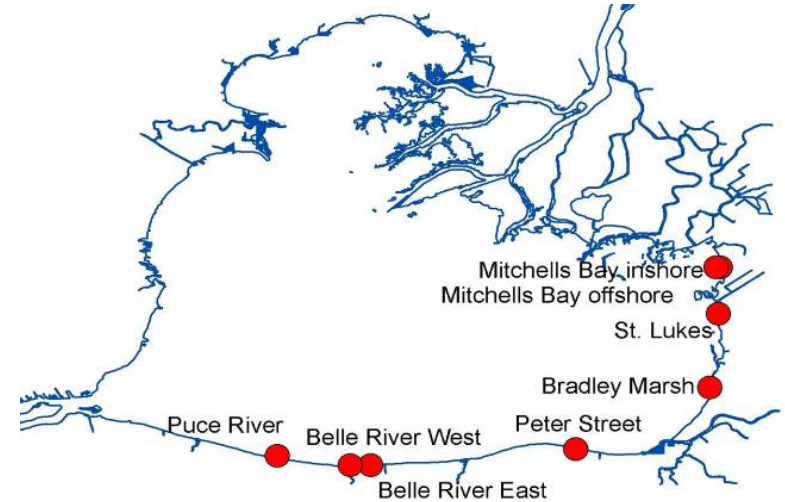 Mitchells Bay inshore
Mitchells Bay offshore
St. Lukes
Bradley Marsh
Peter Street
Puce River
Belle River West
Belle River East